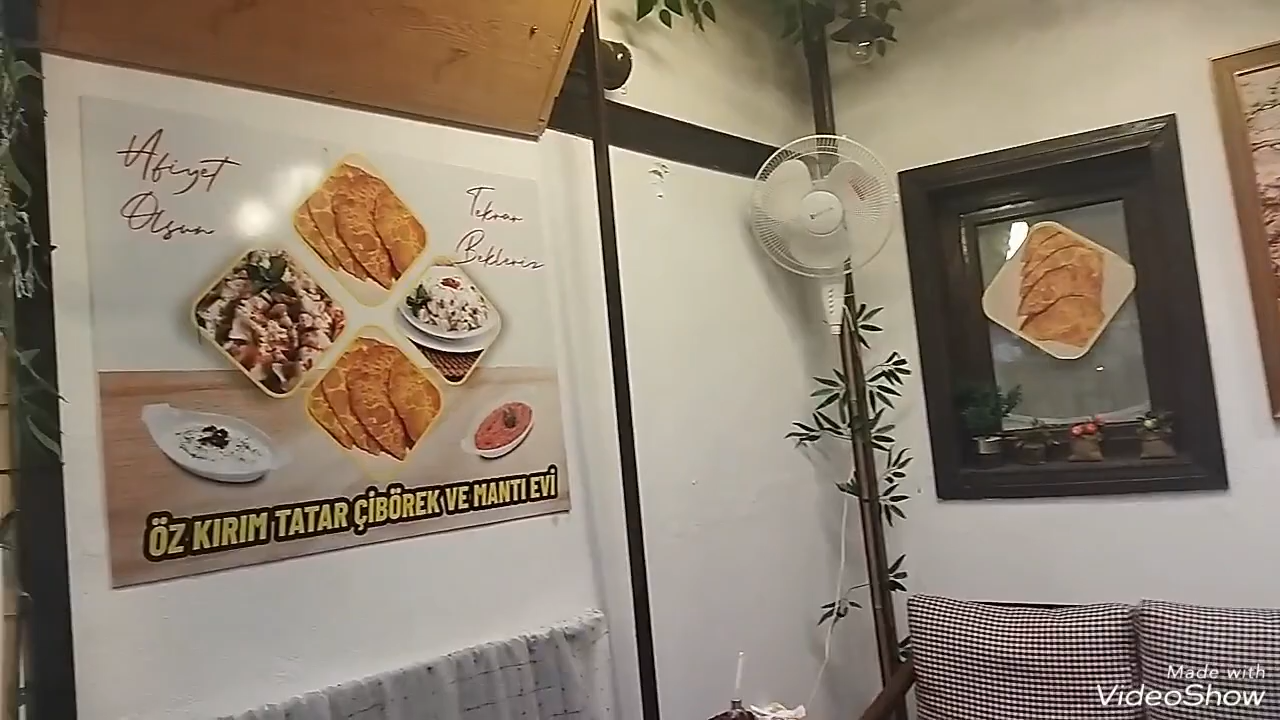 Afiyet
Olsun
Tekrar
Bekleriz
ÖZ KIRIM TATAR ÇİBÖREK VE MANTI EVİ
Made with
VideoShow